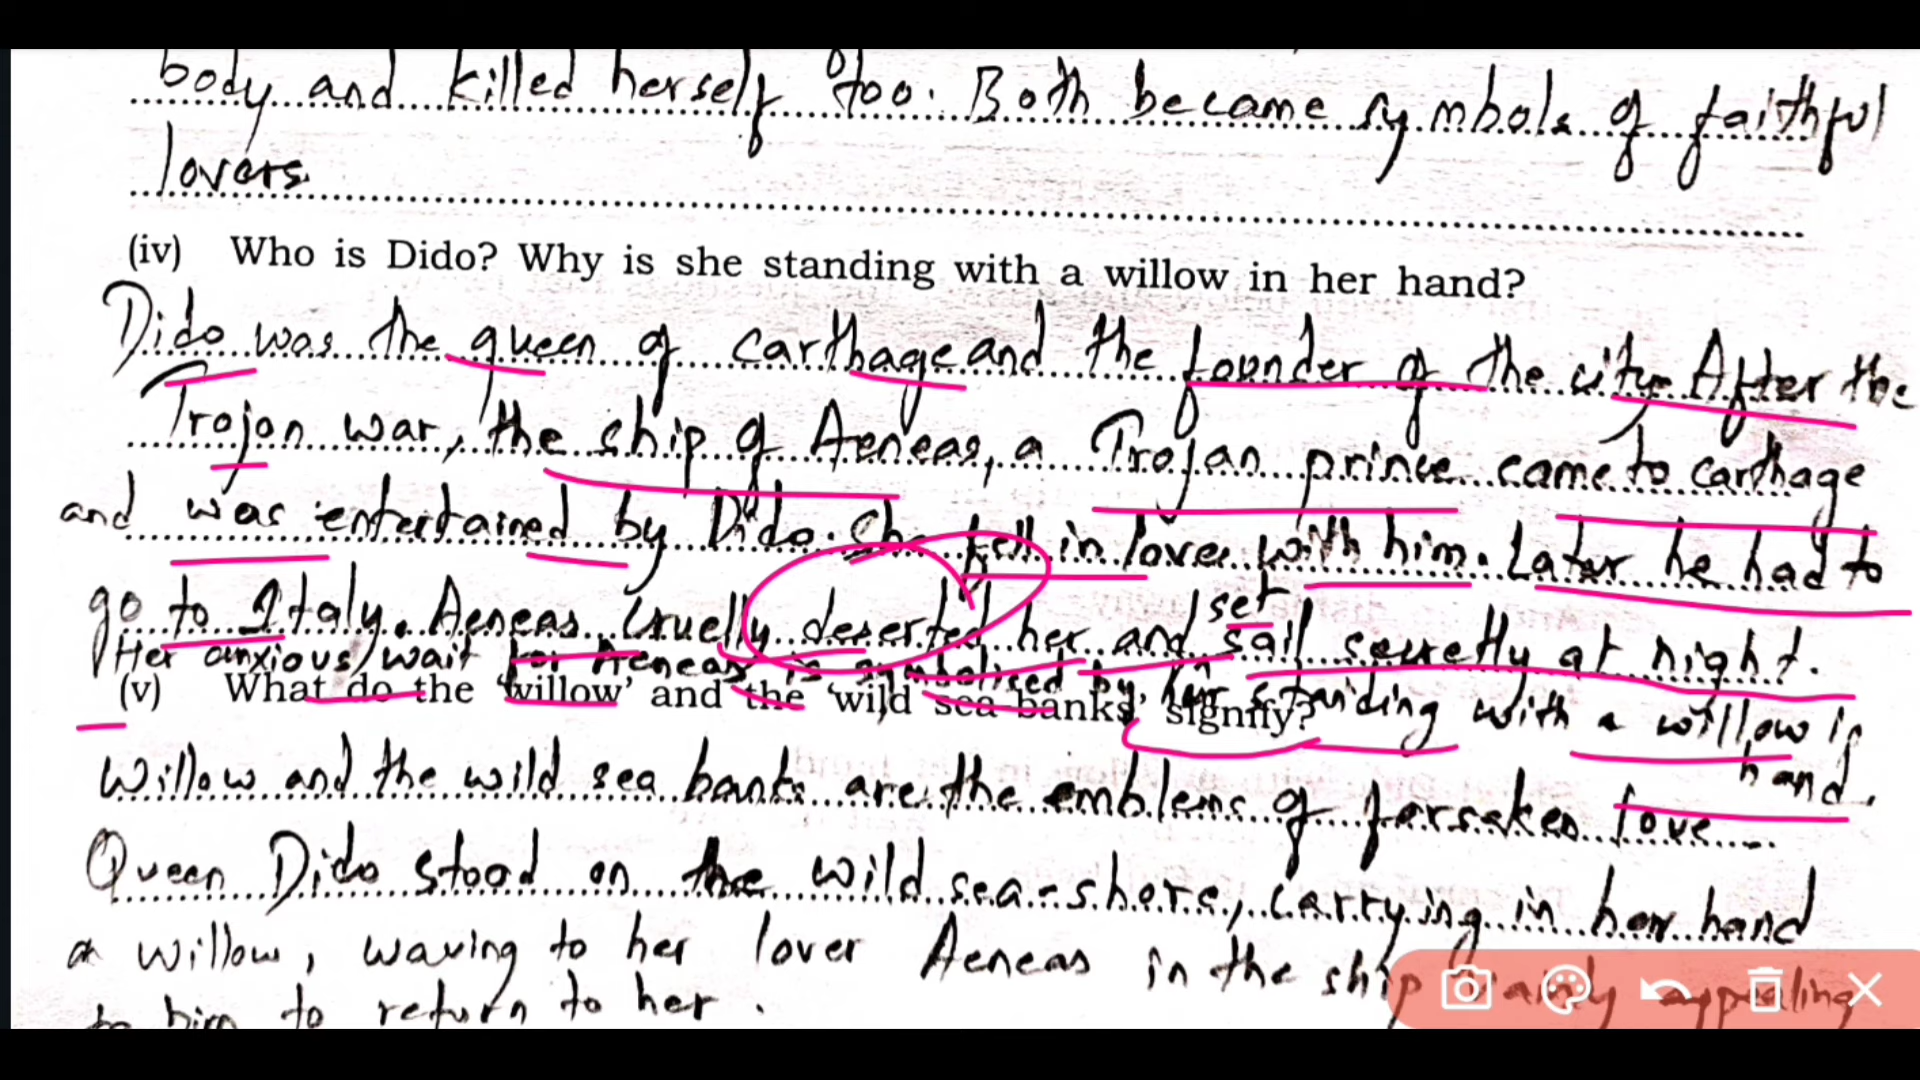 body and killed herself too. Both became symbols of faithful
lovers.
(iv) Who is Dido? Why is she standing with a willow in her hand?
Dido was the queen of carthage and the founder of the city. After the
Trojan war, the ship of Aeneas, a Trojan prince came to carthage
and was entertained by Dido. She fell in love with him. Later he had to
go to Italy. Aeneas cruelly deserted her and set sail secretly at night.
Her anxious wait for Aeneas is symbolised by her standing with a willow in
hand.
(v) What do the 'willow' and the 'wild sea banks' signify?
Willow and the wild sea banks are the emblems of forsaken love....
Queen Dido stood on the wild sea-shore, carrying in her hand
a willow, waving to her lover Aeneas in the ship vainly appealing
to him to return to her.